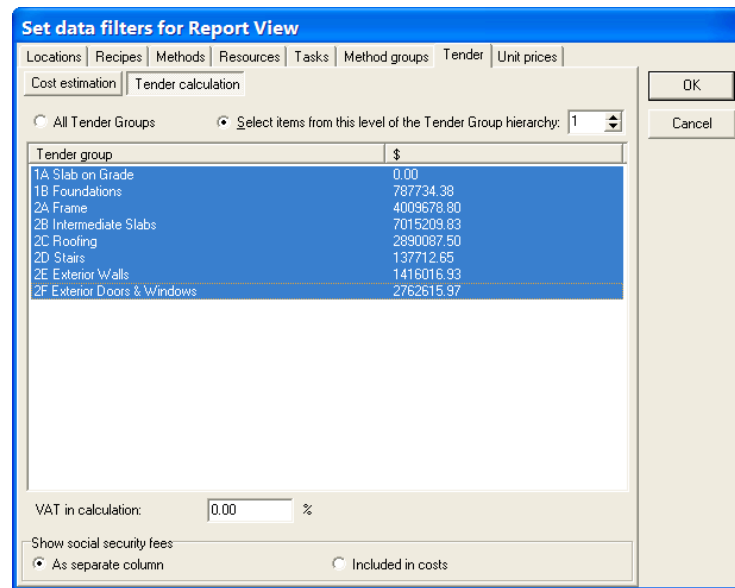 Set data filters for Report View
Locations Recipes Methods Resources Tasks Method groups Tender Unit prices
Cost estimation Tender calculation
OK
Cancel
All Tender Groups Select items from this level of the Tender Group hierarchy: 1
Tender group $
1A Slab on Grade 0.00
1B Foundations 787734.38
2A Frame 4009678.80
2B Intermediate Slabs 7015209.83
2C Roofing 2890087.50
2D Stairs 137712.65
2E Exterior Walls 1416016.93
2F Exterior Doors & Windows 2762615.97
VAT in calculation: 0.00 %
Show social security fees
As separate column Included in costs